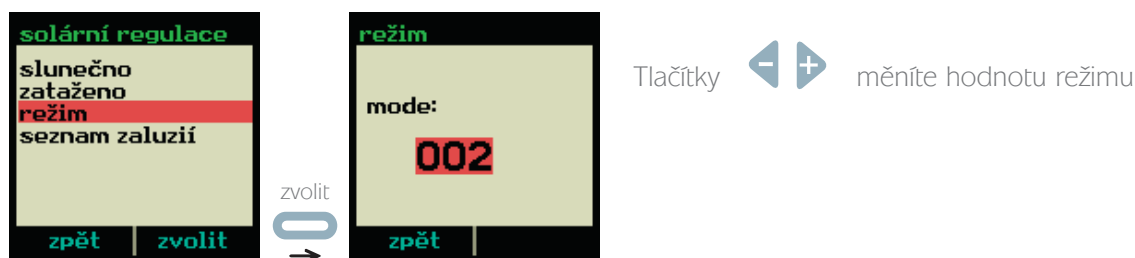 solární regulace
slunečno
zataženo
režim
seznam zaluzií
zpět zvolit
zvolit
režim
mode:
002
zpět
Tlačítky - + měníte hodnotu režimu